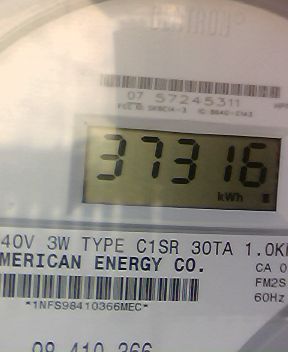 07 57245311
37316
kWh
40V 3W TYPE C1SR 30TA 1.0K
MERICAN ENERGY CO.
CA 0
FM2S
60Hz
*1NFS98410366MEC*
98 410 366